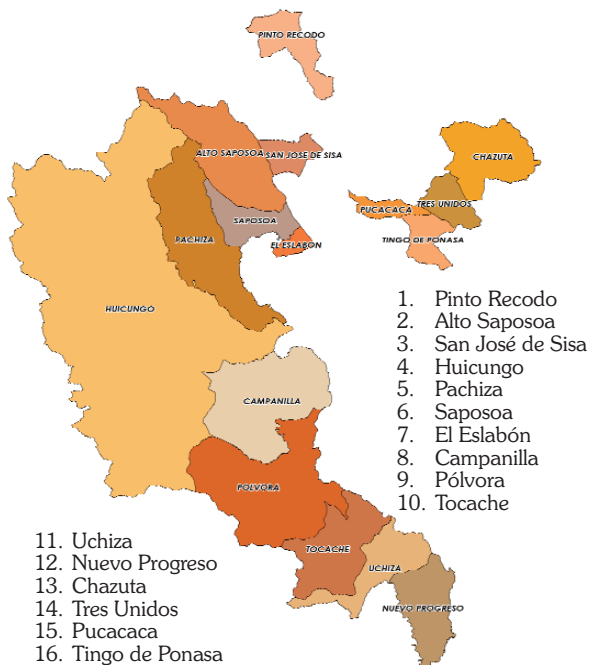 PINTO RECODO
ALTO SAPOSOA
SAN JOSE DE SISA
CHAZUTA
TRES UNIDOS
PUCACACA
SAPOSOA
PACHIZA
EL ESLABON
TINGO DE PONASA
HUICUNGO
CAMPANILLA
POLVORA
TOCACHE
UCHIZA
NUEVO PROGRESO
1. Pinto Recodo
2. Alto Saposoa
3. San José de Sisa
4. Huicungo
5. Pachiza
6. Saposoa
7. El Eslabón
8. Campanilla
9. Pólvora
10. Tocache
11. Uchiza
12. Nuevo Progreso
13. Chazuta
14. Tres Unidos
15. Pucacaca
16. Tingo de Ponasa